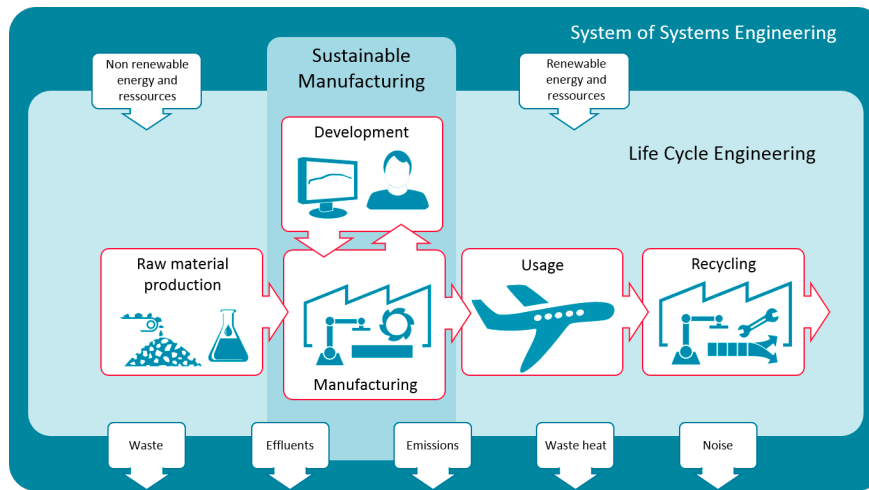 System of Systems Engineering
Non renewable
energy and
ressources
Sustainable
Manufacturing
Renewable
energy and
ressources
Development
Life Cycle Engineering
Raw material
production
Manufacturing
Usage
Recycling
Waste
Effluents
Emissions
Waste heat
Noise